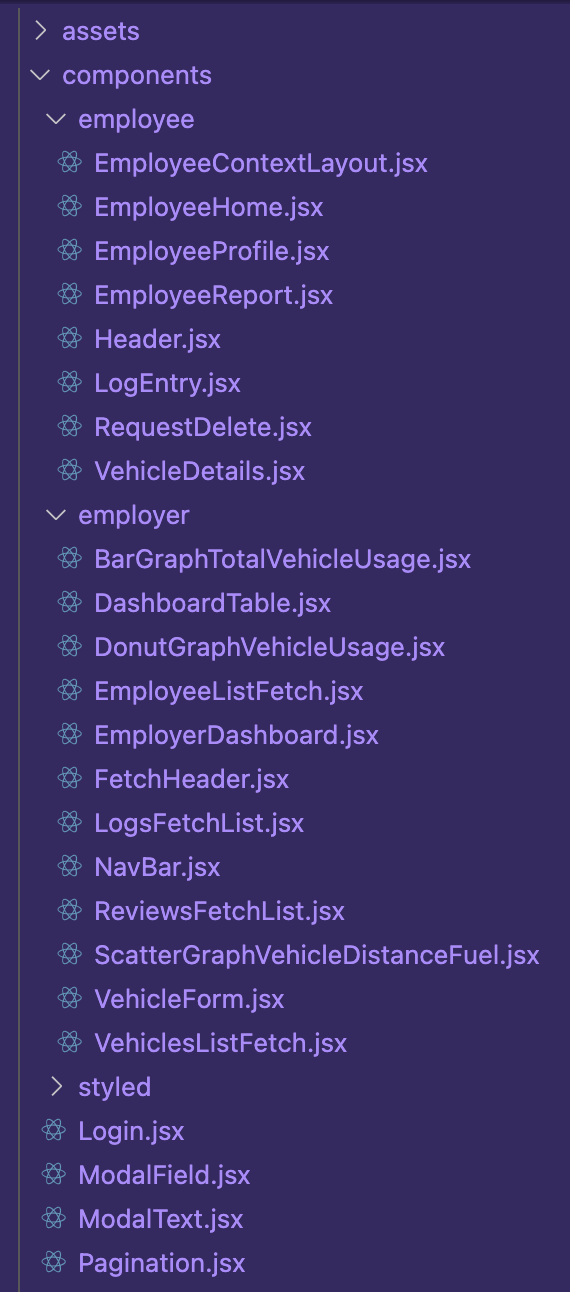 assets
components
employee
EmployeeContextLayout.jsx
EmployeeHome.jsx
EmployeeProfile.jsx
EmployeeReport.jsx
Header.jsx
LogEntry.jsx
RequestDelete.jsx
VehicleDetails.jsx
employer
BarGraphTotalVehicleUsage.jsx
DashboardTable.jsx
DonutGraphVehicleUsage.jsx
EmployeeListFetch.jsx
EmployerDashboard.jsx
FetchHeader.jsx
LogsFetchList.jsx
NavBar.jsx
ReviewsFetchList.jsx
ScatterGraphVehicleDistanceFuel.jsx
VehicleForm.jsx
VehiclesListFetch.jsx
styled
Login.jsx
ModalField.jsx
ModalText.jsx
Pagination.jsx